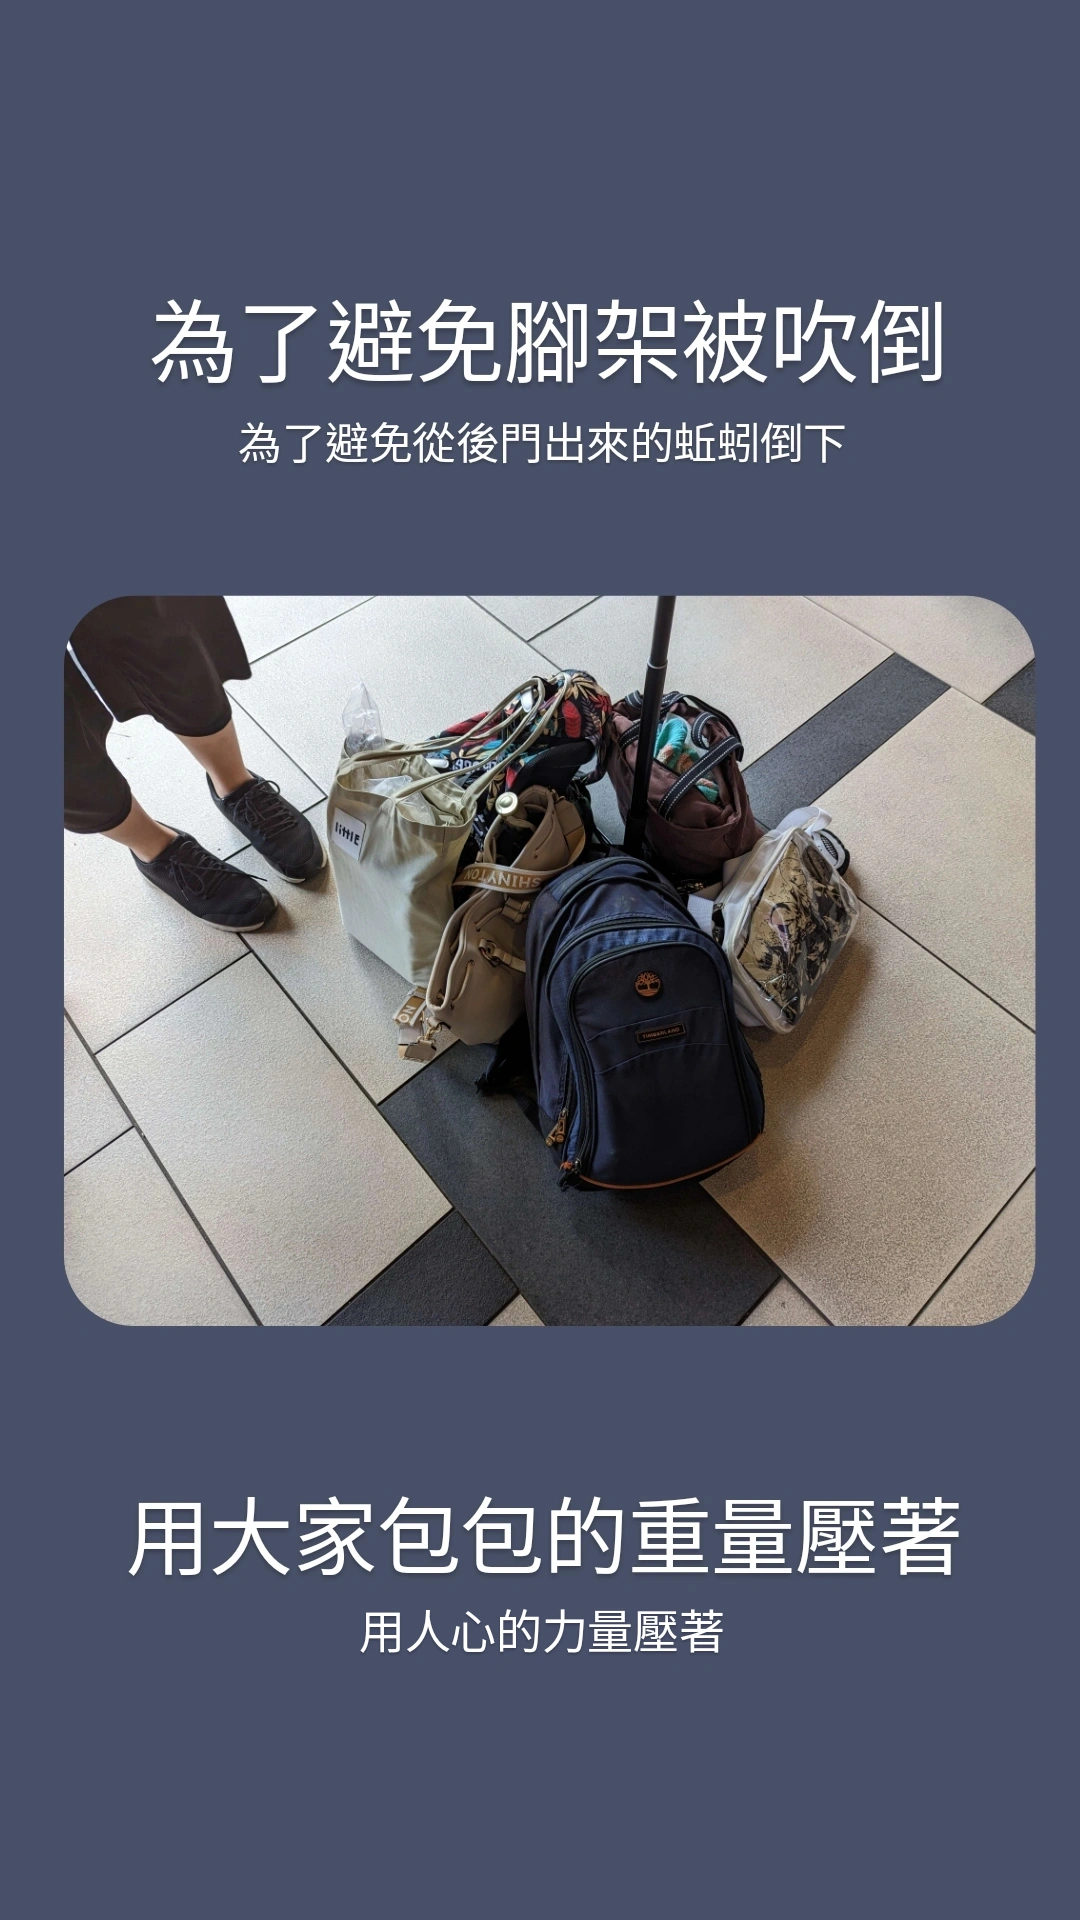 為了避免腳架被吹倒
為了避免從後門出來的蚯蚓倒下
littlE
SHINYTON
ON
TIMBERLAND
用大家包包的重量壓著
用人心的力量壓著